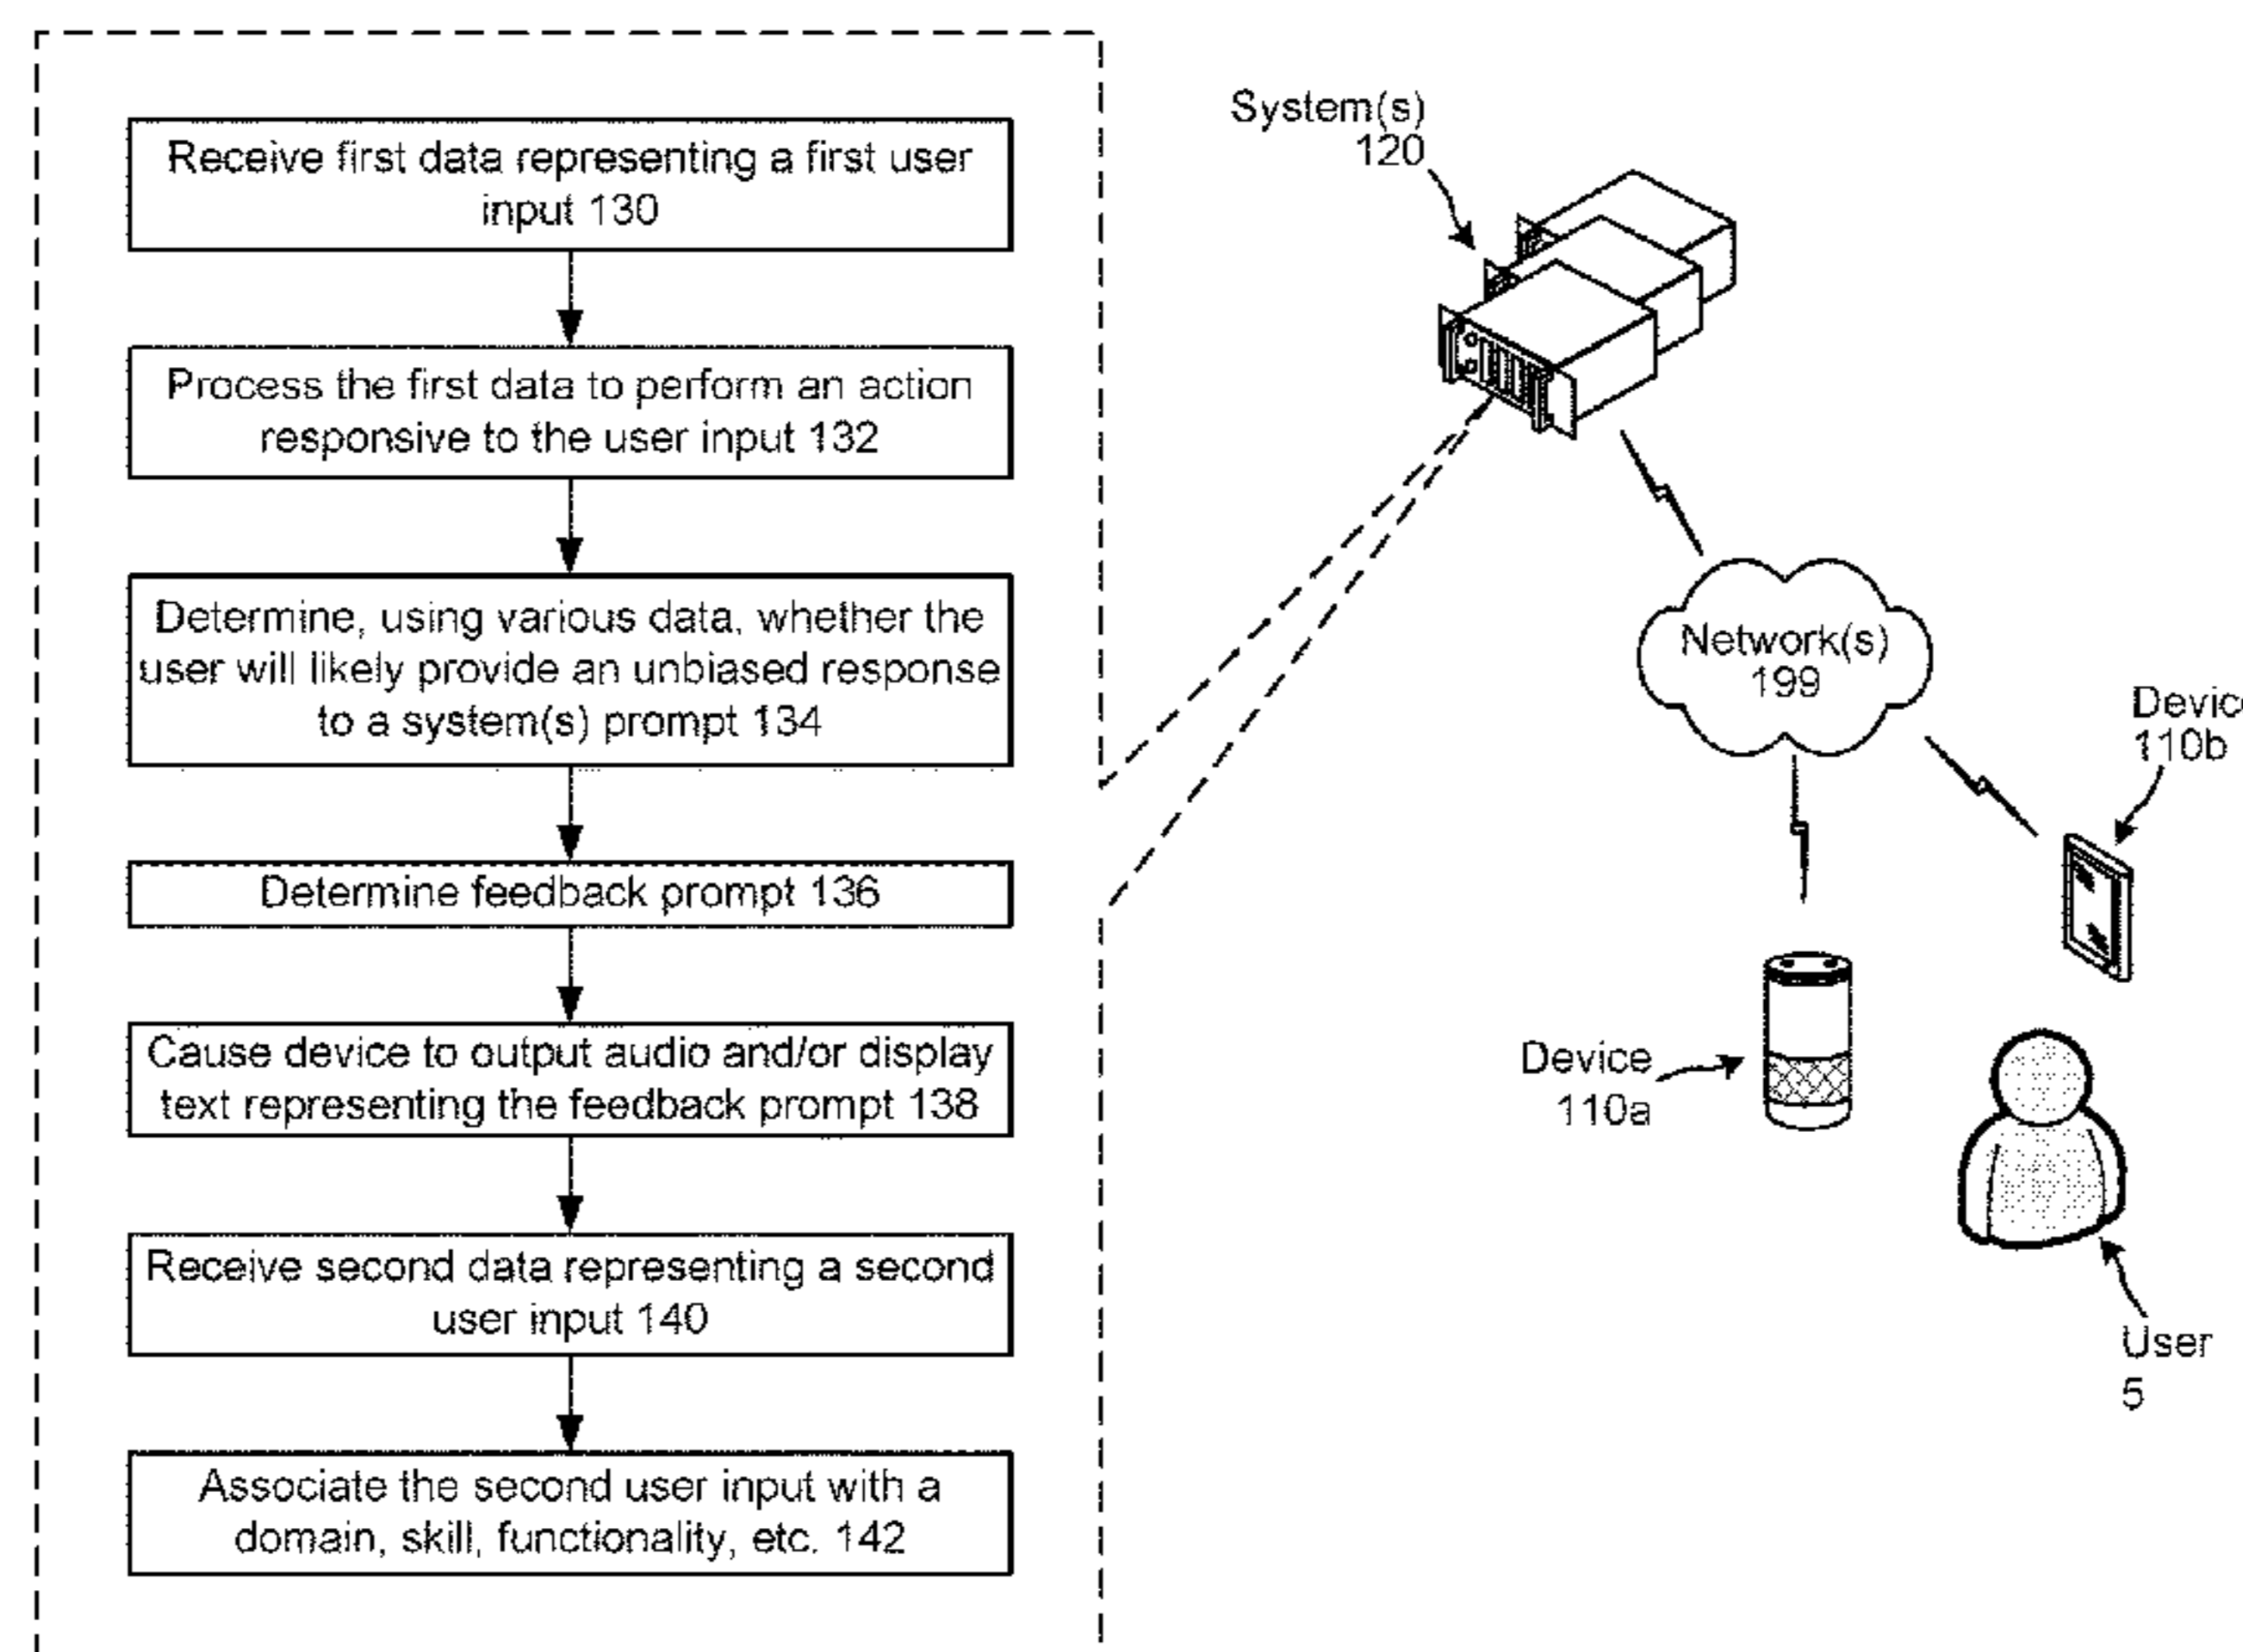 Receive first data representing a first user
input 130
Process the first data to perform an action
responsive to the user input 132
Determine, using various data, whether the
user will likely provide an unbiased response
to a system(s) prompt 134
Determine feedback prompt 136
Cause device to output audio and/or display
text representing the feedback prompt 138
Receive second data representing a second
user input 140
Associate the second user input with a
domain, skill, functionality, etc. 142
System(s)
120
Network(s)
199
110b
Device
110a
User
5